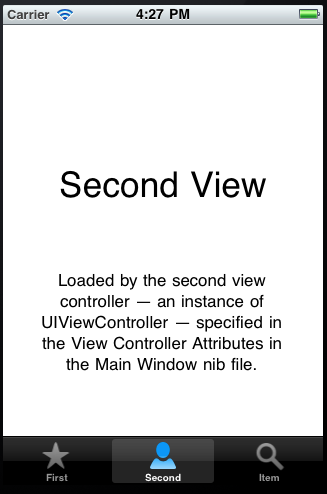 Carrier 4:27 PM
Second View
Loaded by the second view
controller — an instance of
UIViewController — specified in
the View Controller Attributes in
the Main Window nib file.
First Second Item